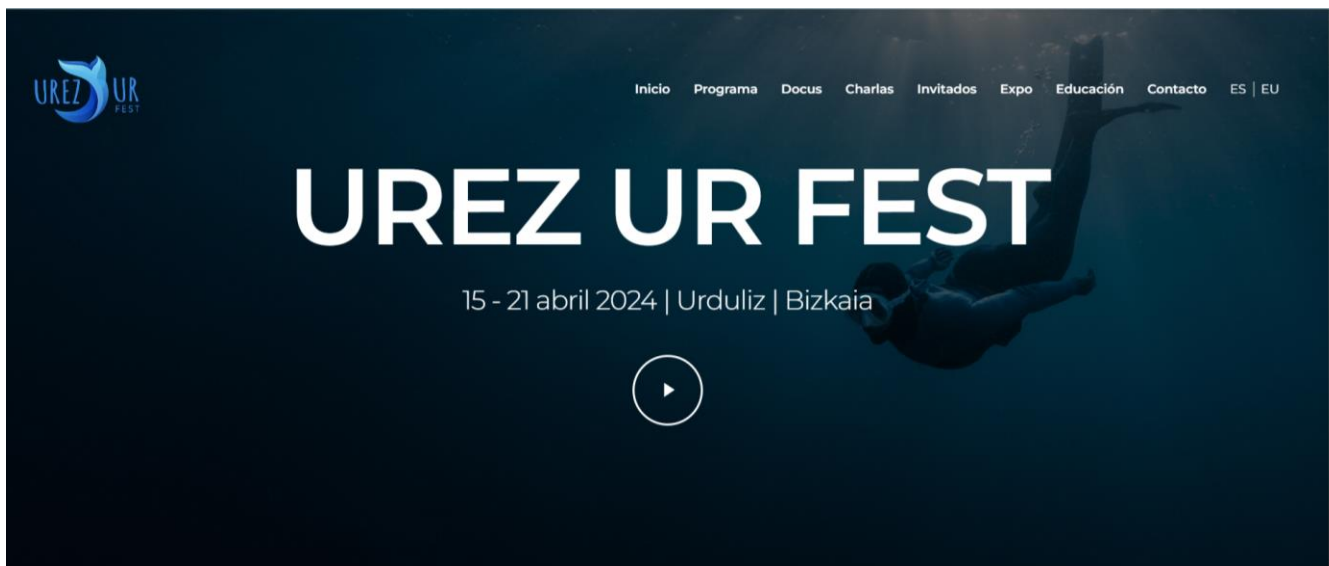 UREZ UR
FEST
Inicio Programa Docus Charlas Invitados Expo Educación Contacto ES | EU
UREZ UR FEST
15 - 21 abril 2024 | Urduliz | Bizkaia